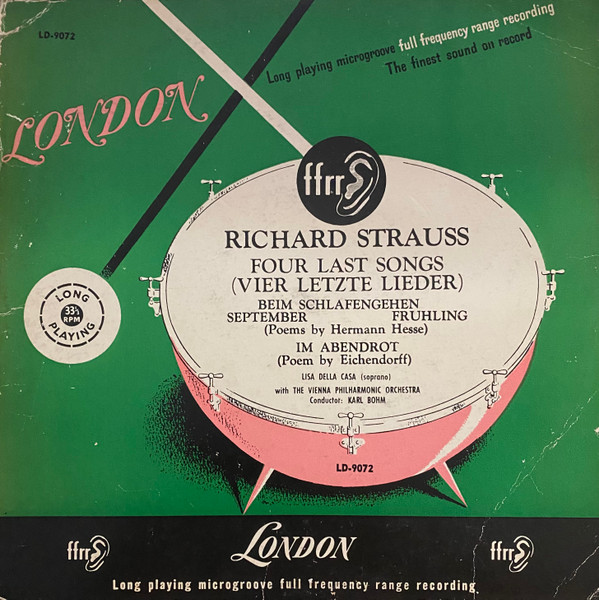 LD-9072
Long playing microgroove full frequency range recording
The finest sound on record
LONDON
ffrr
RICHARD STRAUSS
FOUR LAST SONGS
(VIER LETZTE LIEDER)
BEIM SCHLAFENGEHEN
SEPTEMBER FRUHLING
(Poems by Hermann Hesse)
IM ABENDROT
(Poem by Eichendorff)
LISA DELLA CASA (soprano)
with THE VIENNA PHILHARMONIC ORCHESTRA
Conductor: KARL BOHM
LONG
33⅓
RPM
PLAYING
LD-9072
ffrr LONDON ffrr
Long playing microgroove full frequency range recording